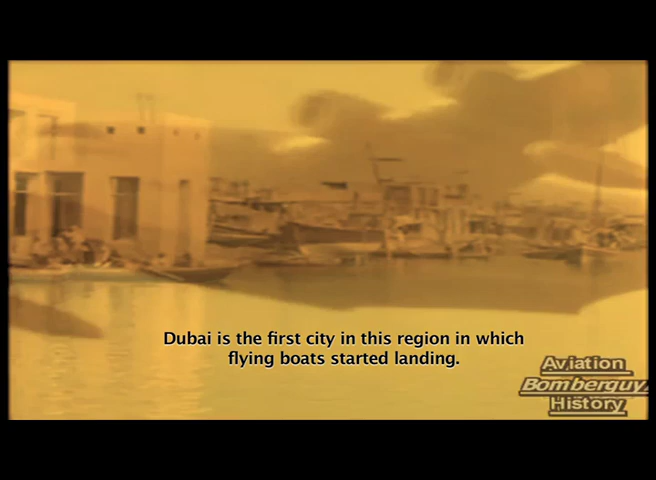 Dubai is the first city in this region in which
flying boats started landing.
Aviation
Bomberguy
History